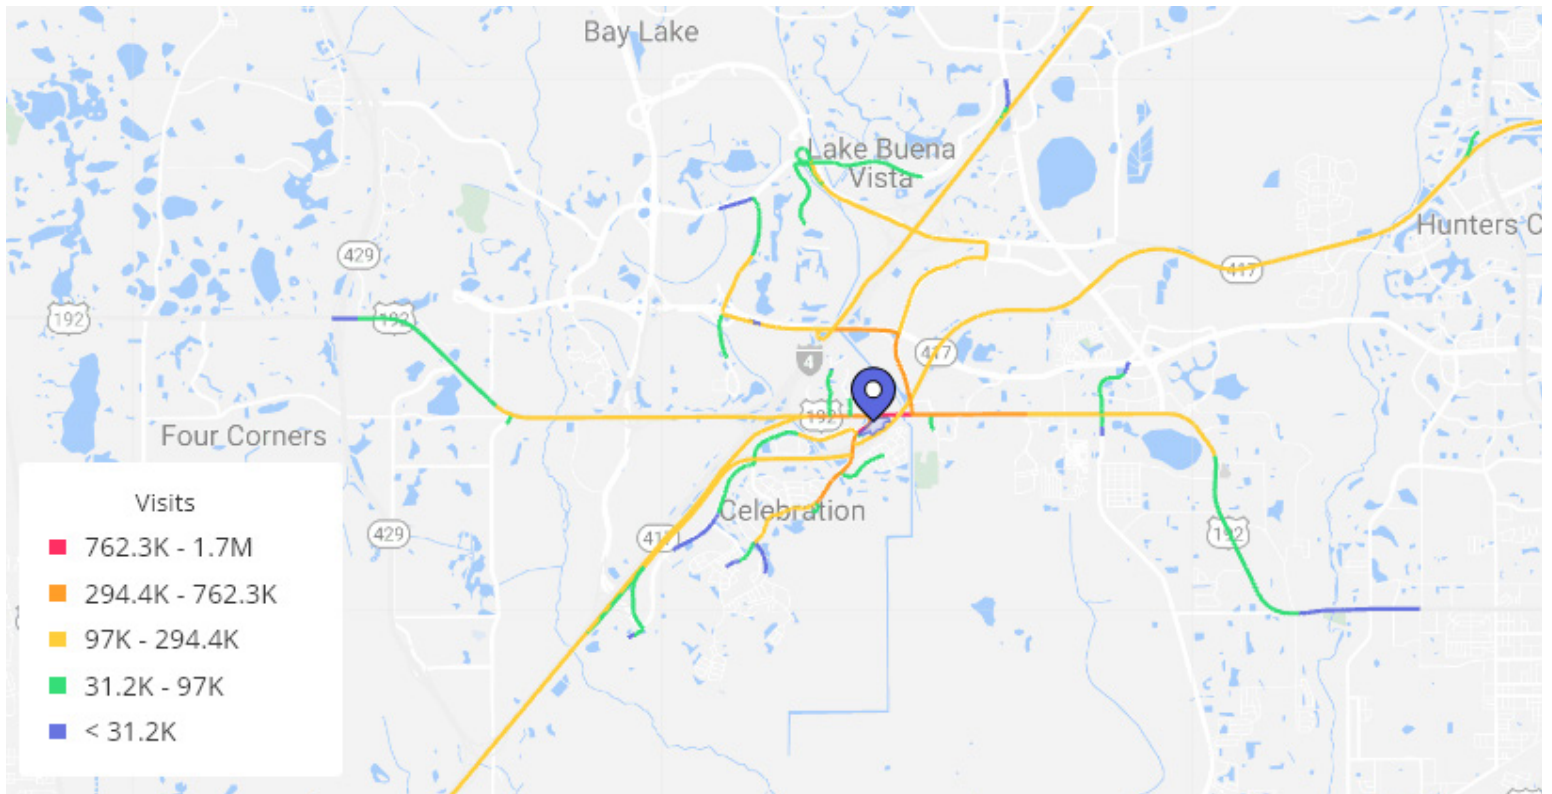 Bay Lake
Lake Buena
Vista
Hunters C
429
417
192
192
4
417
192
Four Corners
Celebration
429
192
Visits
762.3K - 1.7M
294.4K - 762.3K
97K - 294.4K
31.2K - 97K
< 31.2K